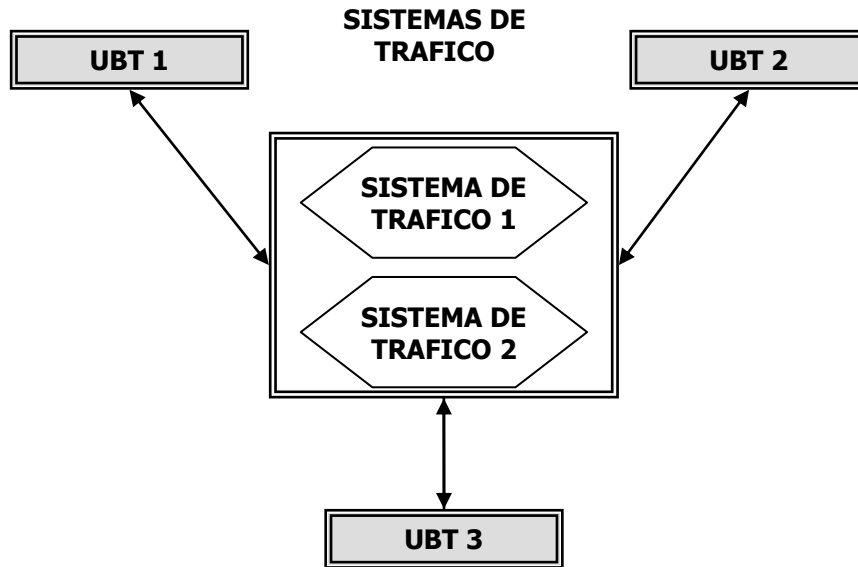 SISTEMAS DE
TRAFICO
UBT 1
UBT 2
SISTEMA DE
TRAFICO 1
SISTEMA DE
TRAFICO 2
UBT 3